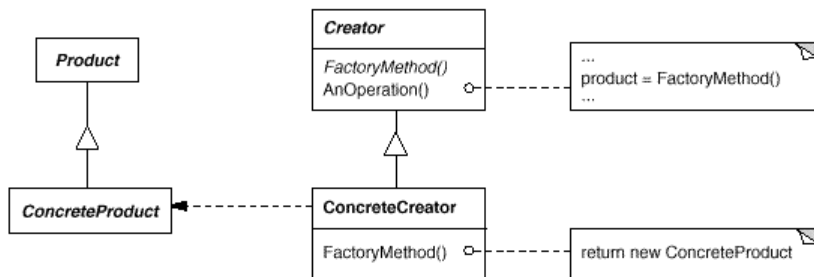 Creator
Product
FactoryMethod()
AnOperation()
...
product = FactoryMethod()
...
ConcreteProduct
ConcreteCreator
FactoryMethod()
return new ConcreteProduct